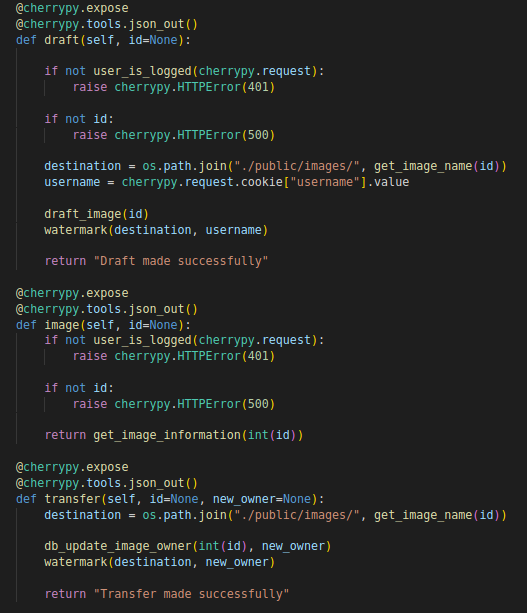 @cherrypy.expose
@cherrypy.tools.json_out()
def draft(self, id=None):
if not user_is_logged(cherrypy.request):
raise cherrypy.HTTPError(401)
if not id:
raise cherrypy.HTTPError(500)
destination = os.path.join("./public/images/", get_image_name(id))
username = cherrypy.request.cookie["username"].value
draft_image(id)
watermark(destination, username)
return "Draft made successfully"
@cherrypy.expose
@cherrypy.tools.json_out()
def image(self, id=None):
if not user_is_logged(cherrypy.request):
raise cherrypy.HTTPError(401)
if not id:
raise cherrypy.HTTPError(500)
return get_image_information(int(id))
@cherrypy.expose
@cherrypy.tools.json_out()
def transfer(self, id=None, new_owner=None):
destination = os.path.join("./public/images/", get_image_name(id))
db_update_image_owner(int(id), new_owner)
watermark(destination, new_owner)
return "Transfer made successfully"